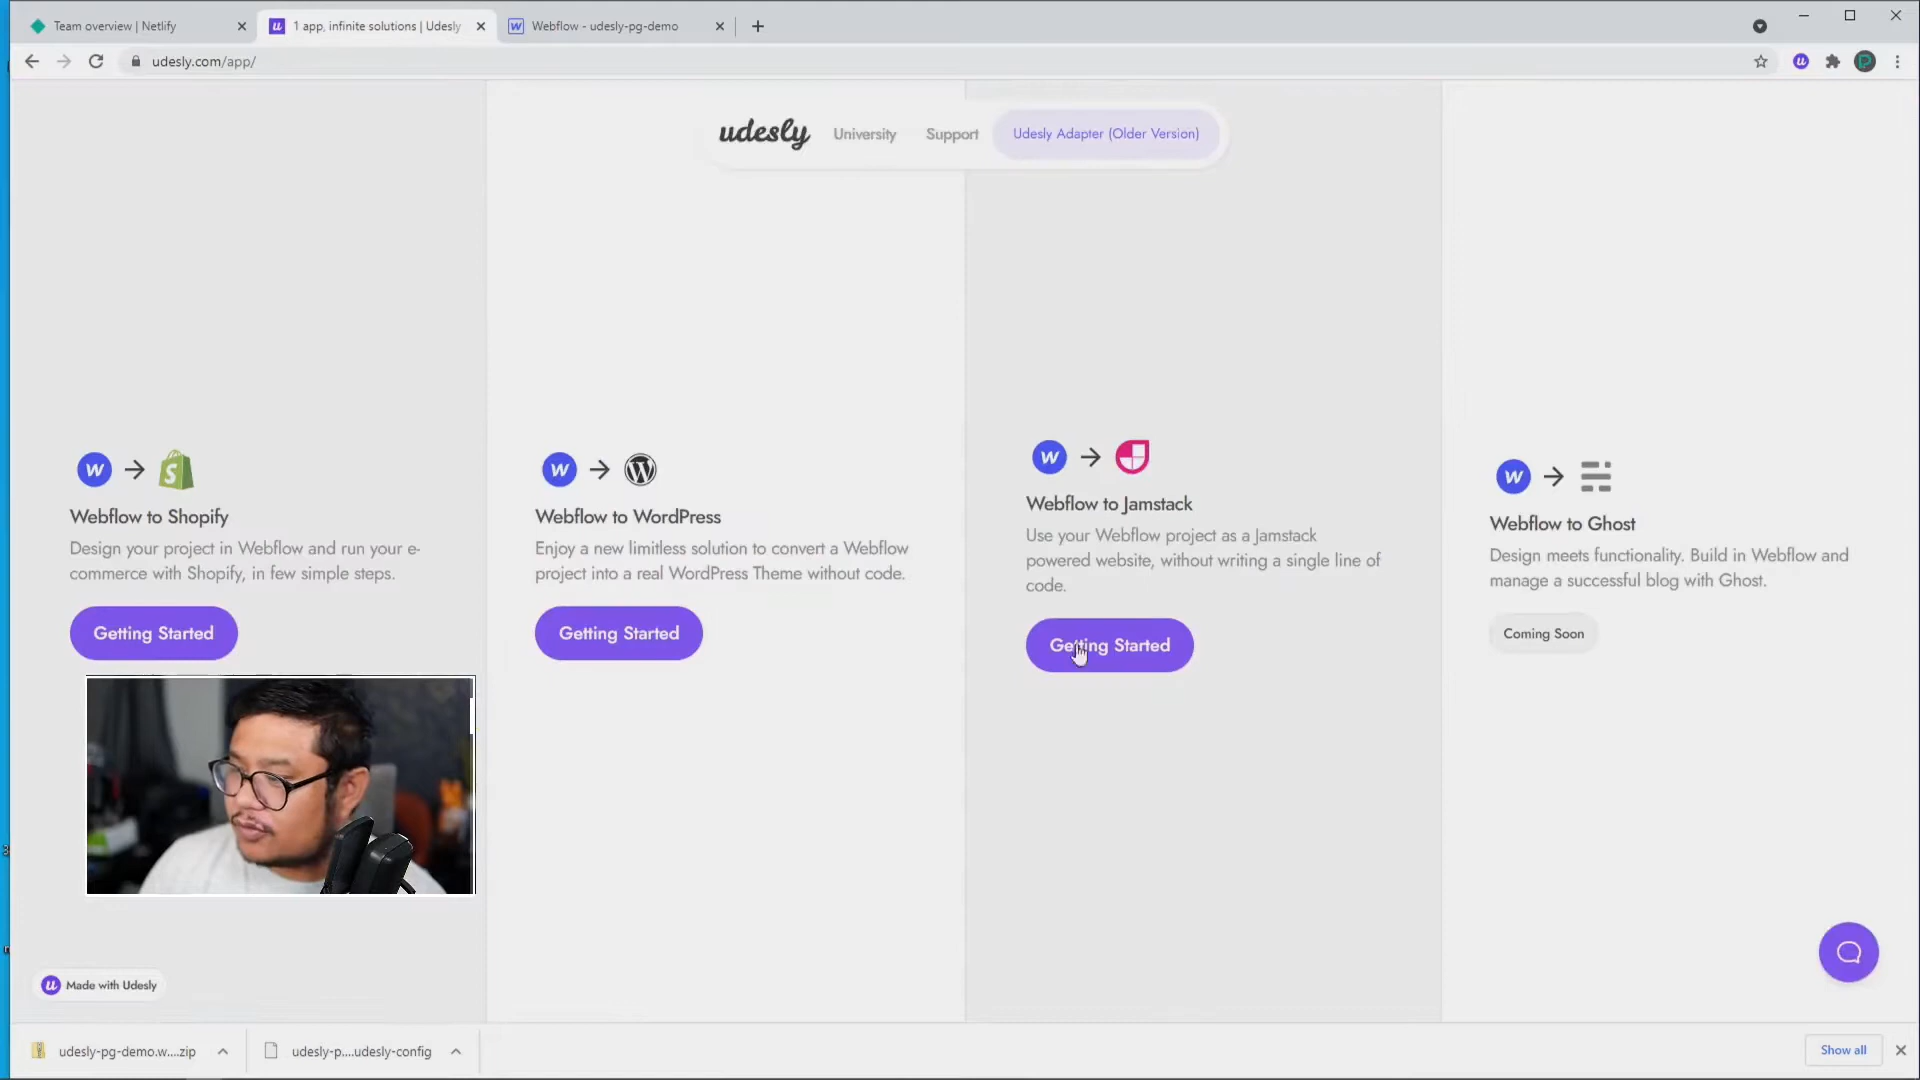 Team overview | Netlify
1 app, infinite solutions | Udesly
Webflow - udesly-pg-demo
udesly.com/app/
udesly
University
Support
Udesly Adapter (Older Version)
Webflow to Shopify
Design your project in Webflow and run your e-
commerce with Shopify, in few simple steps.
Getting Started
Webflow to WordPress
Enjoy a new limitless solution to convert a Webflow
project into a real WordPress Theme without code.
Getting Started
Webflow to Jamstack
Use your Webflow project as a Jamstack
powered website, without writing a single line of
code.
Getting Started
Webflow to Ghost
Design meets functionality. Build in Webflow and
manage a successful blog with Ghost.
Coming Soon
Made with Udesly
udesly-pg-demo.w....zip
udesly-p....udesly-config
Show all